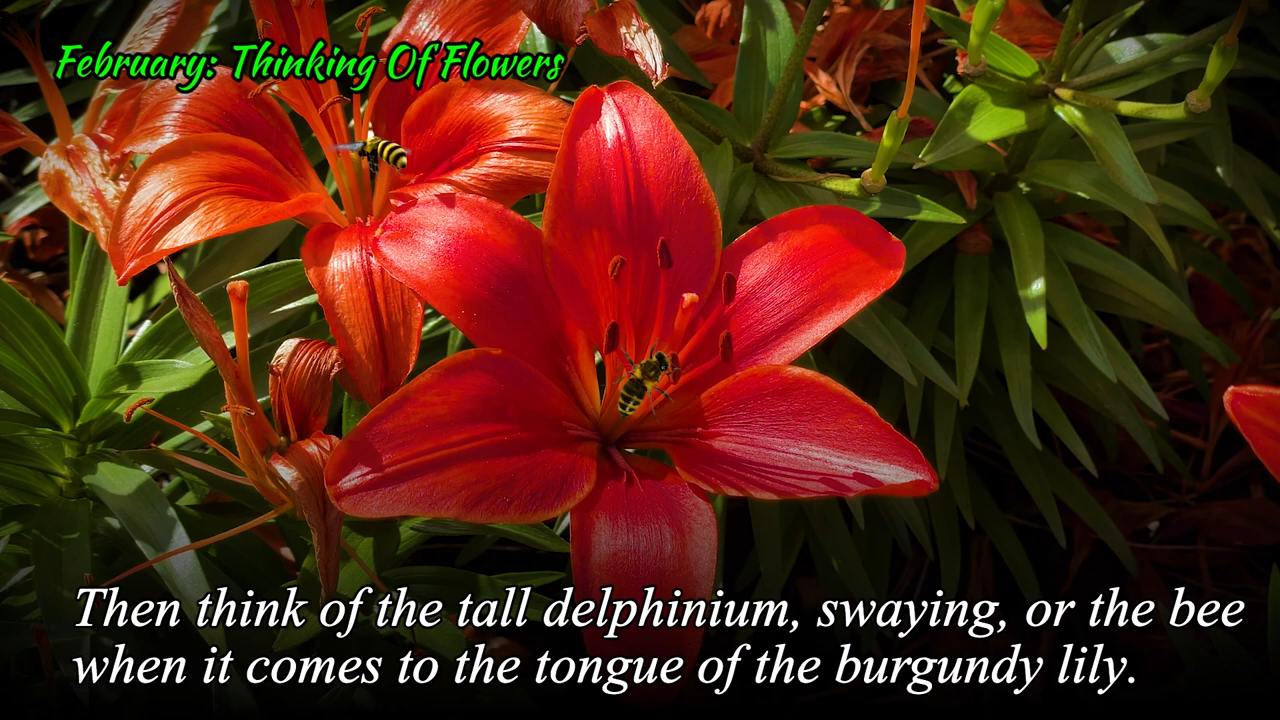 February: Thinking Of Flowers
Then think of the tall delphinium, swaying, or the bee
when it comes to the tongue of the burgundy lily.